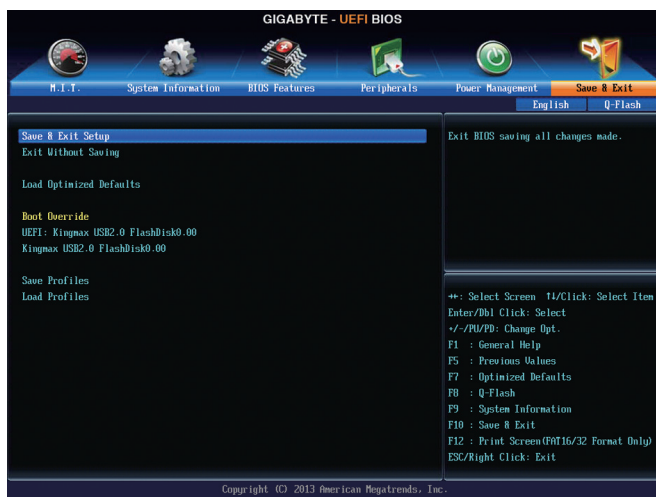 GIGABYTE - UEFI BIOS
M.I.T.
System Information
BIOS Features
Peripherals
Power Management
Save & Exit
English
Q-Flash
Save & Exit Setup
Exit Without Saving
Load Optimized Defaults
Boot Override
UEFI: Kingmax USB2.0 FlashDisk0.00
Kingmax USB2.0 FlashDisk0.00
Save Profiles
Load Profiles
Exit BIOS saving all changes made.
→←: Select Screen ↑↓/Click: Select Item
Enter/Dbl Click: Select
+/-/PU/PD: Change Opt.
F1 : General Help
F5 : Previous Values
F7 : Optimized Defaults
F8 : Q-Flash
F9 : System Information
F10 : Save & Exit
F12 : Print Screen(FAT16/32 Format Only)
ESC/Right Click: Exit
Copyright (C) 2013 American Megatrends, Inc.